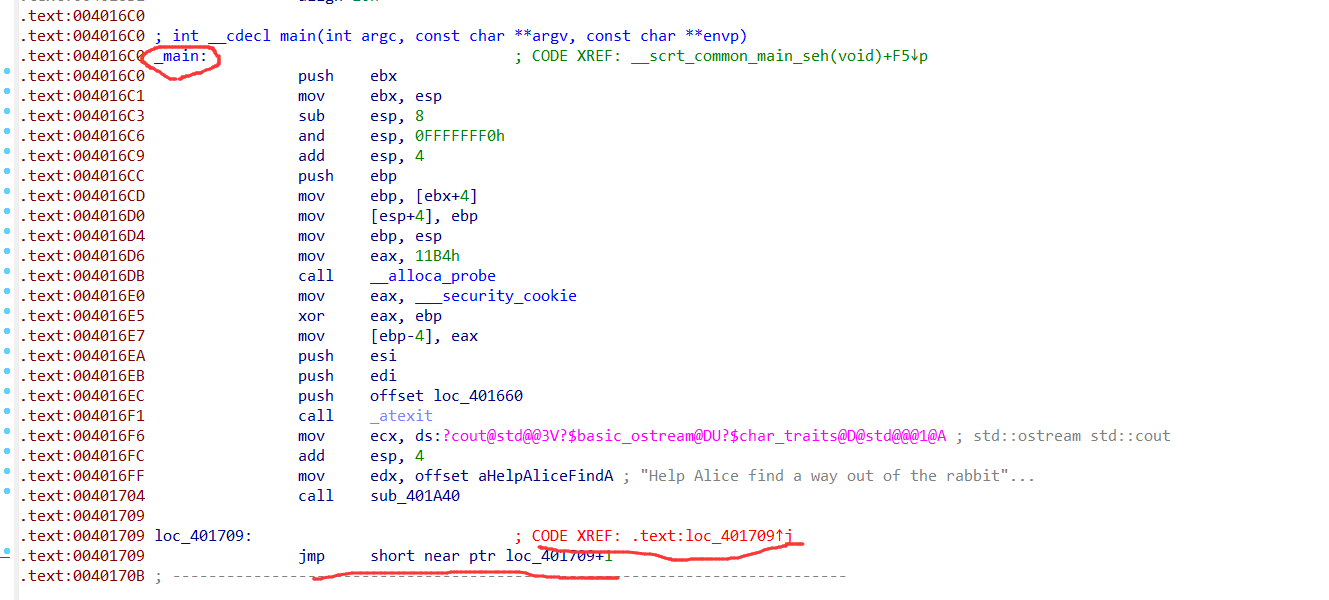 .text:004016C0
.text:004016C0 ; int __cdecl main(int argc, const char **argv, const char **envp)
.text:004016C0 _main: ; CODE XREF: __scrt_common_main_seh(void)+F5↓p
.text:004016C0 push ebx
.text:004016C1 mov ebx, esp
.text:004016C3 sub esp, 8
.text:004016C6 and esp, 0FFFFFFF0h
.text:004016C9 add esp, 4
.text:004016CC push ebp
.text:004016CD mov ebp, [ebx+4]
.text:004016D0 mov [esp+4], ebp
.text:004016D4 mov ebp, esp
.text:004016D6 mov eax, 11B4h
.text:004016DB call __alloca_probe
.text:004016E0 mov eax, ___security_cookie
.text:004016E5 xor eax, ebp
.text:004016E7 mov [ebp-4], eax
.text:004016EA push esi
.text:004016EB push edi
.text:004016EC push offset loc_401660
.text:004016F1 call _atexit
.text:004016F6 mov ecx, ds:?cout@std@@3V?$basic_ostream@DU?$char_traits@D@std@@@1@A ; std::ostream std::cout
.text:004016FC add esp, 4
.text:004016FF mov edx, offset aHelpAliceFindA ; "Help Alice find a way out of the rabbit"...
.text:00401704 call sub_401A40
.text:00401709
.text:00401709 loc_401709: ; CODE XREF: .text:loc_401709↑j
.text:00401709 jmp short near ptr loc_401709+1
.text:0040170B ; ---------------------------------------------------------------------------